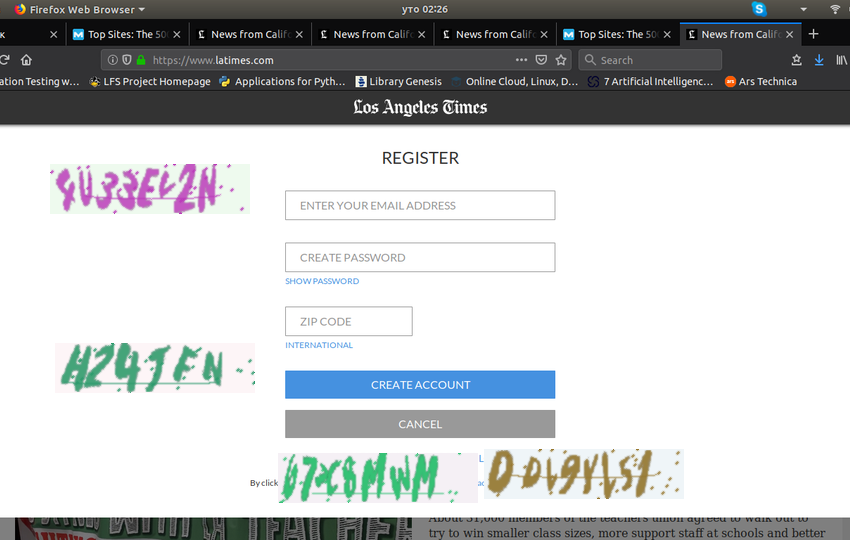 Firefox Web Browser
уто 02:26
к
Top Sites: The 50
News from Califo
News from Califo
News from Califo
Top Sites: The 50
News from Califo
https://www.latimes.com
Search
ation Testing w…
LFS Project Homepage
Applications for Pyth…
Library Genesis
Online Cloud, Linux, D…
7 Artificial Intelligenc…
Ars Technica
Los Angeles Times
REGISTER
ENTER YOUR EMAIL ADDRESS
CREATE PASSWORD
SHOW PASSWORD
ZIP CODE
INTERNATIONAL
CREATE ACCOUNT
CANCEL
By click
About 31,000 members of the teachers union agreed to walk out to
try to win smaller class sizes, more support staff at schools and better